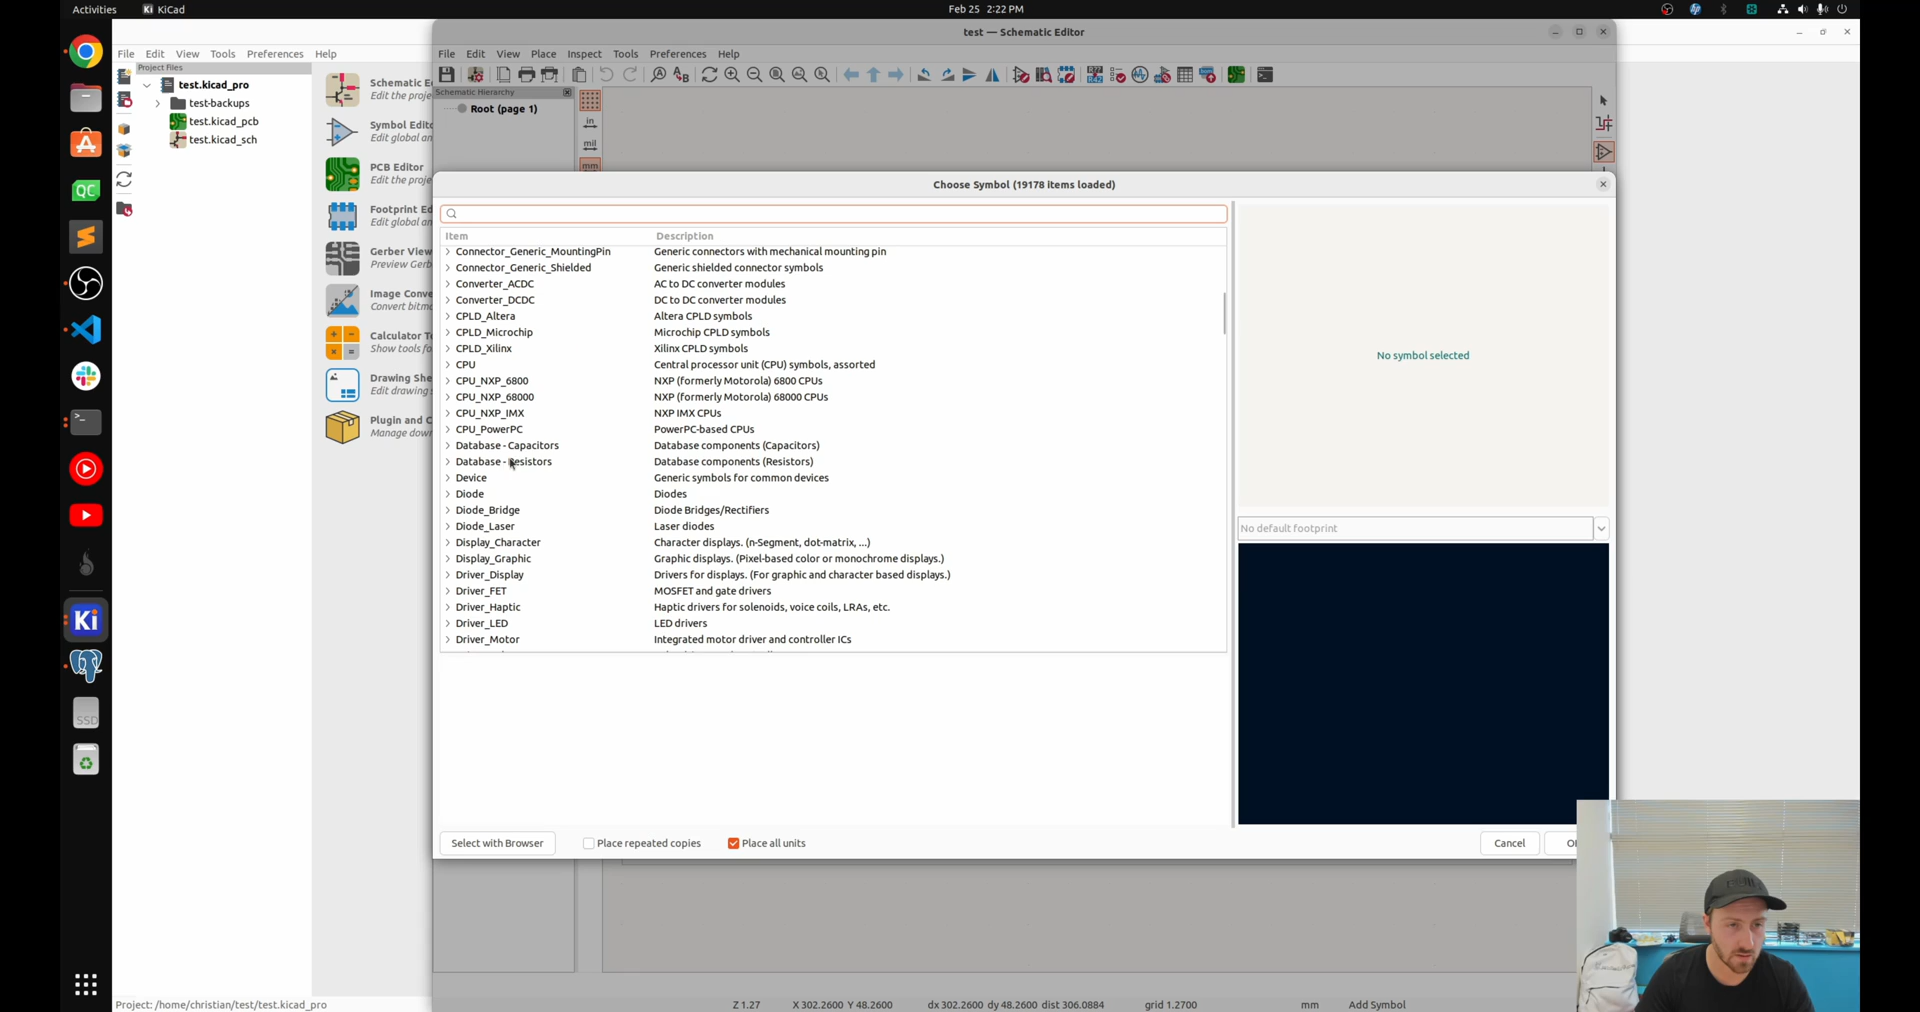 Activities
KiCad
Feb 25 2:22 PM
test — Schematic Editor
File Edit View Tools Preferences Help
File Edit View Place Inspect Tools Preferences Help
Project Files
test.kicad_pro
test-backups
test.kicad_pcb
test.kicad_sch
Schematic E
Edit the proje
Symbol Edito
Edit global an
PCB Editor
Edit the proje
Footprint Ed
Edit global an
Gerber View
Preview Gerb
Image Conve
Convert bitm
Calculator T
Show tools fo
Drawing She
Edit drawing s
Plugin and C
Manage down
Schematic Hierarchy
Root (page 1)
in
mil
mm
Choose Symbol (19178 items loaded)
Item Description
Connector_Generic_MountingPin Generic connectors with mechanical mounting pin
Connector_Generic_Shielded Generic shielded connector symbols
Converter_ACDC AC to DC converter modules
Converter_DCDC DC to DC converter modules
CPLD_Altera Altera CPLD symbols
CPLD_Microchip Microchip CPLD symbols
CPLD_Xilinx Xilinx CPLD symbols
CPU Central processor unit (CPU) symbols, assorted
CPU_NXP_6800 NXP (formerly Motorola) 6800 CPUs
CPU_NXP_68000 NXP (formerly Motorola) 68000 CPUs
CPU_NXP_IMX NXP IMX CPUs
CPU_PowerPC PowerPC-based CPUs
Database - Capacitors Database components (Capacitors)
Database - Resistors Database components (Resistors)
Device Generic symbols for common devices
Diode Diodes
Diode_Bridge Diode Bridges/Rectifiers
Diode_Laser Laser diodes
Display_Character Character displays. (n-Segment, dot-matrix, ...)
Display_Graphic Graphic displays. (Pixel-based color or monochrome displays.)
Driver_Display Drivers for displays. (For graphic and character based displays.)
Driver_FET MOSFET and gate drivers
Driver_Haptic Haptic drivers for solenoids, voice coils, LRAs, etc.
Driver_LED LED drivers
Driver_Motor Integrated motor driver and controller ICs
No symbol selected
No default footprint
Select with Browser
Place repeated copies
Place all units
Cancel
QC
Ki
SSD
Project: /home/christian/test/test.kicad_pro
Z 1.27 X 302.2600 Y 48.2600 dx 302.2600 dy 48.2600 dist 306.0884 grid 1.2700 mm Add Symbol